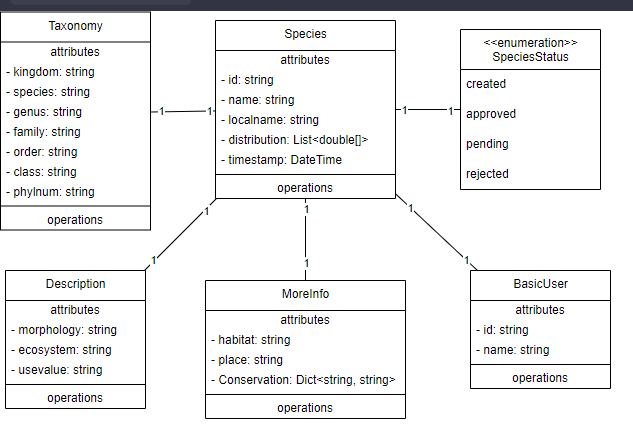 Taxonomy
attributes
- kingdom: string
- species: string
- genus: string
- family: string
- order: string
- class: string
- phylnum: string
operations
1
1
Species
attributes
- id: string
- name: string
- localname: string
- distribution: List<double[]>
- timestamp: DateTime
operations
1
1
<<enumeration>>
SpeciesStatus
created
approved
pending
rejected
1
1
1
1
1
1
Description
attributes
- morphology: string
- ecosystem: string
- usevalue: string
operations
MoreInfo
attributes
- habitat: string
- place: string
- Conservation: Dict<string, string>
operations
BasicUser
attributes
- id: string
- name: string
operations